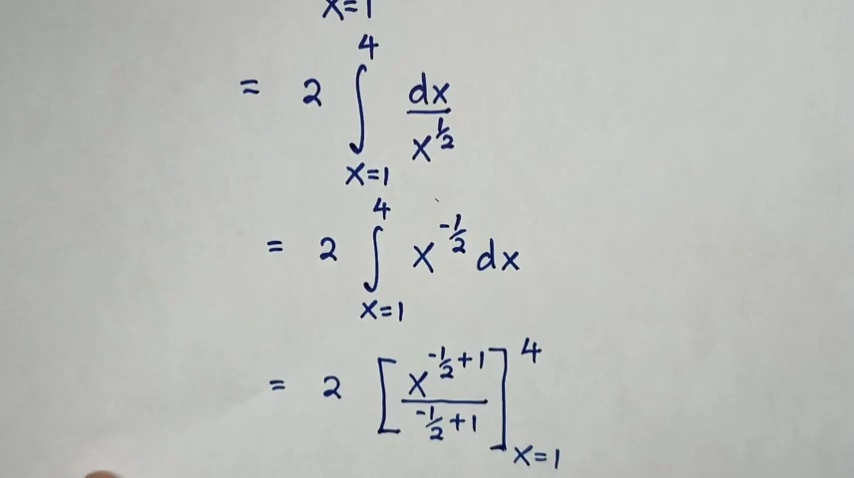 x=1
= 2 ∫_{x=1}^{4} dx/x^{1/2}
= 2 ∫_{x=1}^{4} x^{-1/2} dx
= 2 [x^{-1/2+1}/(-1/2+1)]_{x=1}^{4}